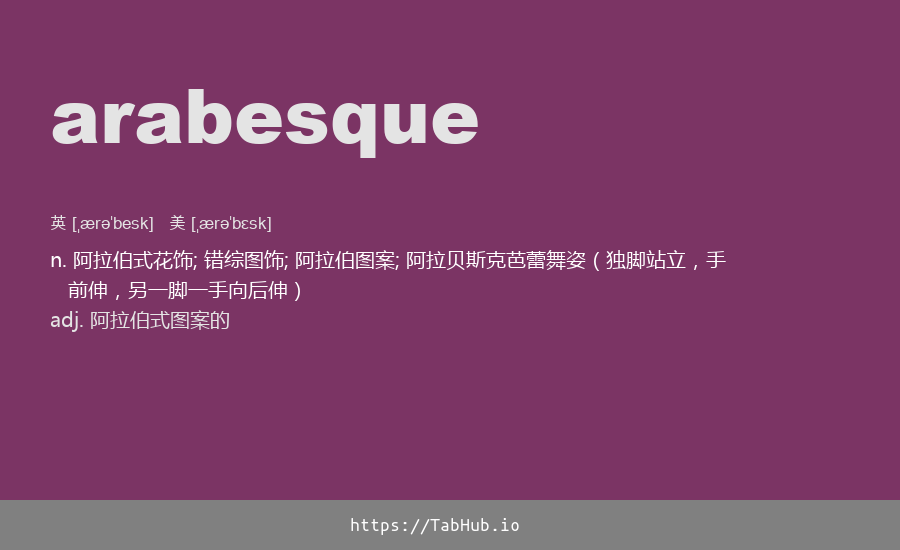 arabesque
英 [ˌærəˈbesk] 美 [ˌærəˈbɛsk]
n. 阿拉伯式花饰; 错综图饰; 阿拉伯图案; 阿拉贝斯克芭蕾舞姿（独脚站立，手
前伸，另一脚一手向后伸）
adj. 阿拉伯式图案的
https://TabHub.io